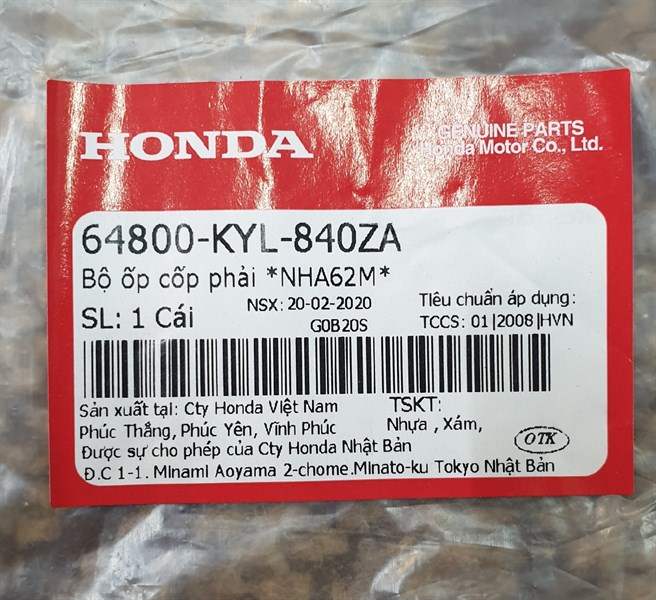 HONDA
GENUINE PARTS
Honda Motor Co., Ltd.
64800-KYL-840ZA
Bộ ốp cốp phải *NHA62M*
SL: 1 Cái
NSX: 20-02-2020
G0B20S
Tiêu chuẩn áp dụng:
TCCS: 01|2008|HVN
Sản xuất tại: Cty Honda Việt Nam
Phúc Thắng, Phúc Yên, Vĩnh Phúc
Được sự cho phép của Cty Honda Nhật Bản
Đ.C 1-1. Minami Aoyama 2-chome.Minato-ku Tokyo Nhật Bản
TSKT:
Nhựa , Xám,
OTK